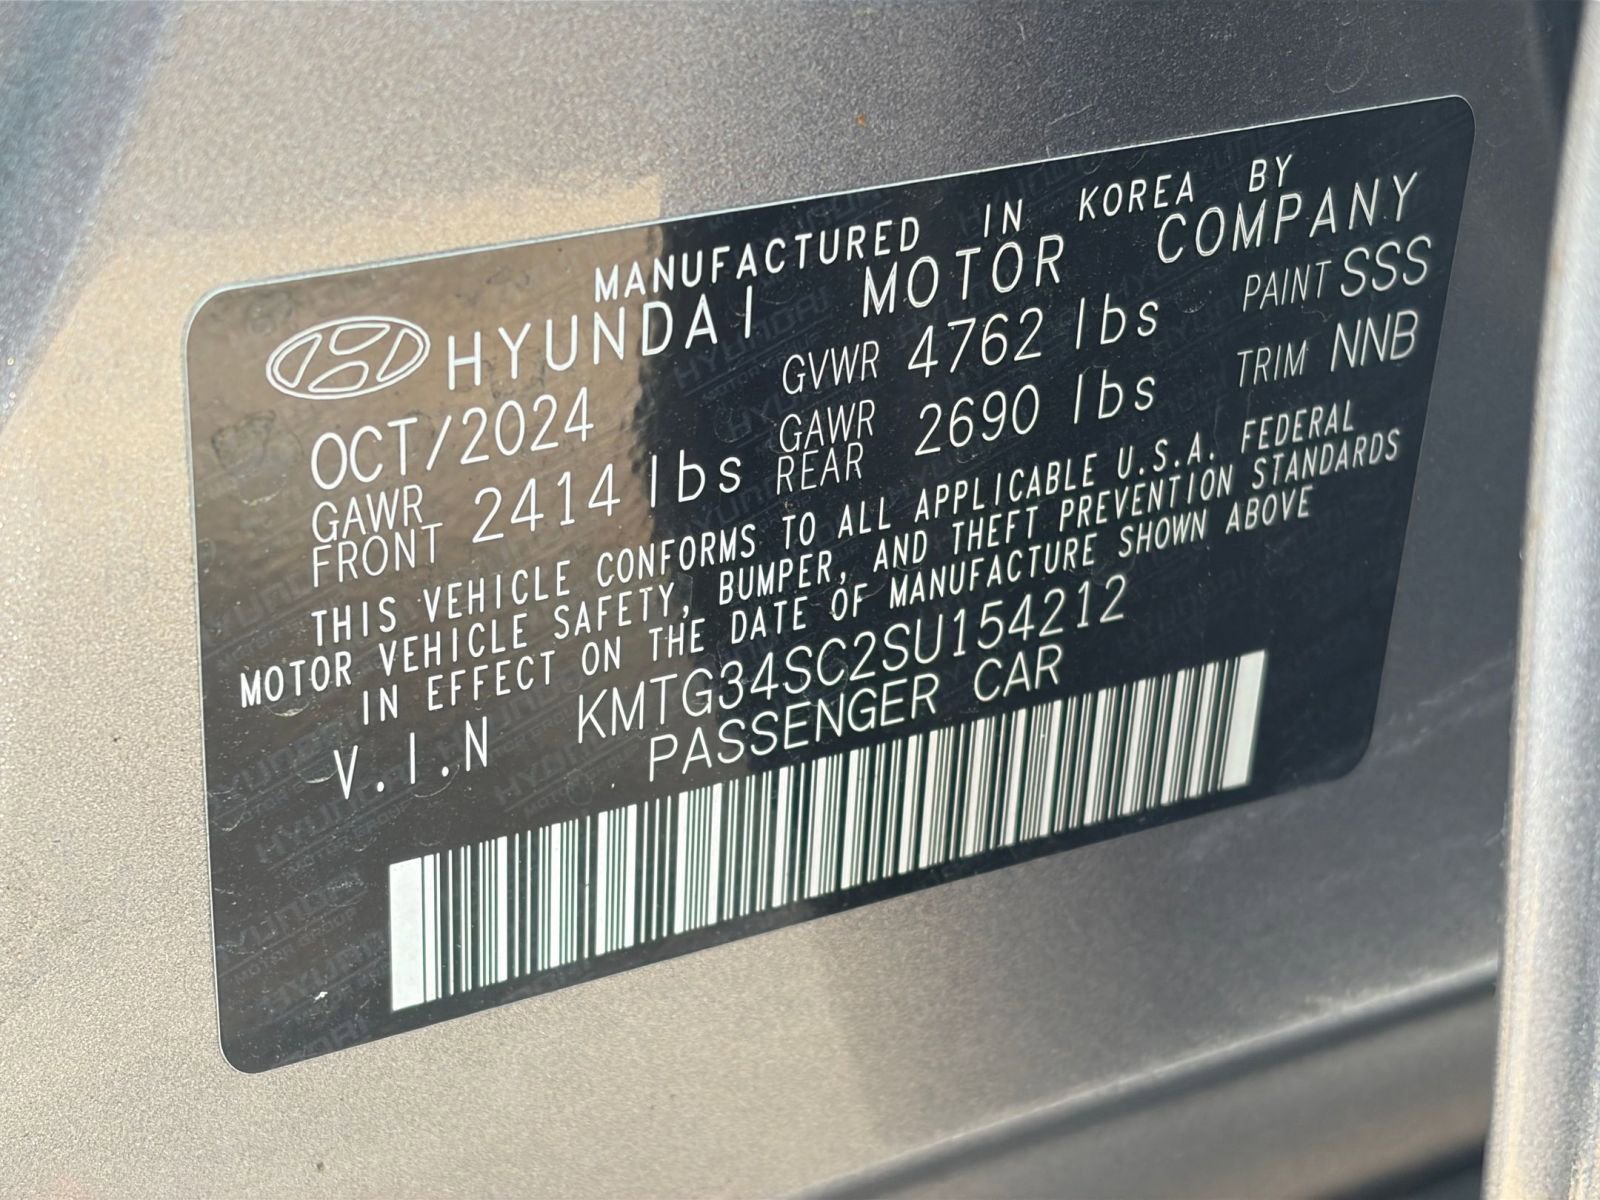 MANUFACTURED IN KOREA BY
HYUNDAI MOTOR COMPANY
OCT/2024 GVWR 4762 lbs PAINT SSS
GAWR FRONT 2414 lbs GAWR REAR 2690 lbs TRIM NNB
THIS VEHICLE CONFORMS TO ALL APPLICABLE U.S.A. FEDERAL
MOTOR VEHICLE SAFETY, BUMPER, AND THEFT PREVENTION STANDARDS
IN EFFECT ON THE DATE OF MANUFACTURE SHOWN ABOVE
V.I.N KMTG34SC2SU154212
PASSENGER CAR